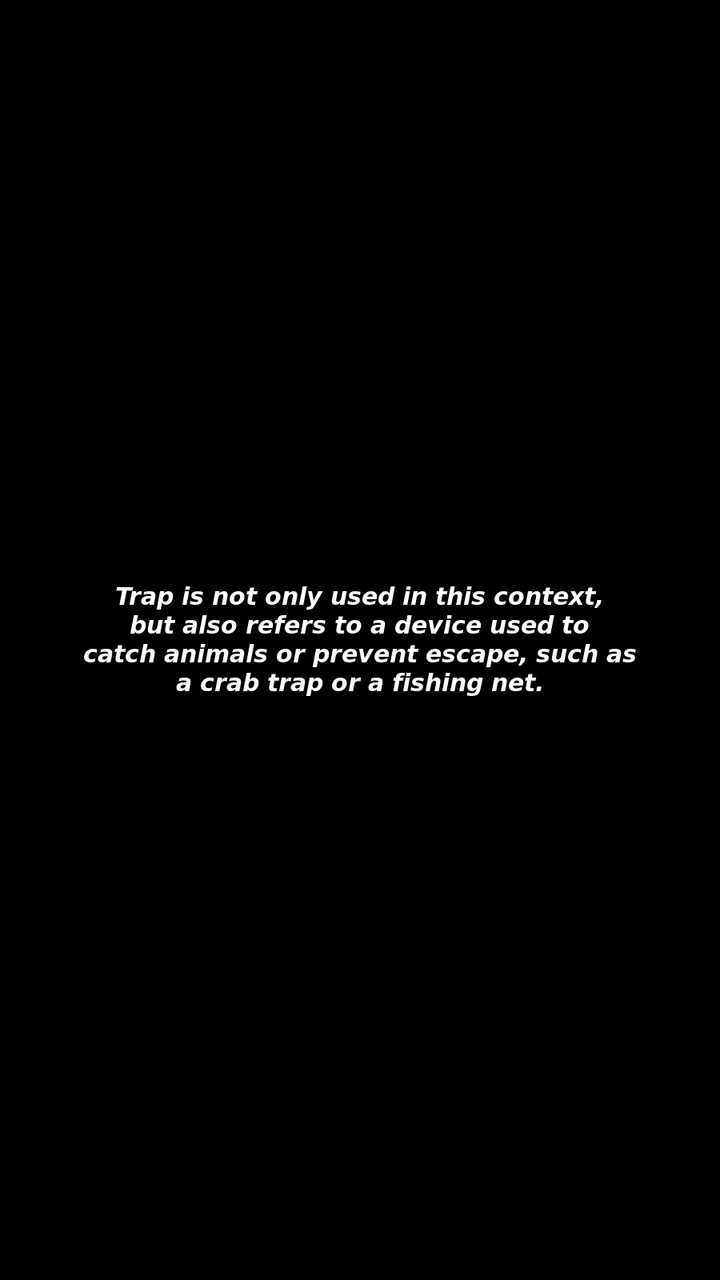 Trap is not only used in this context,
but also refers to a device used to
catch animals or prevent escape, such as
a crab trap or a fishing net.